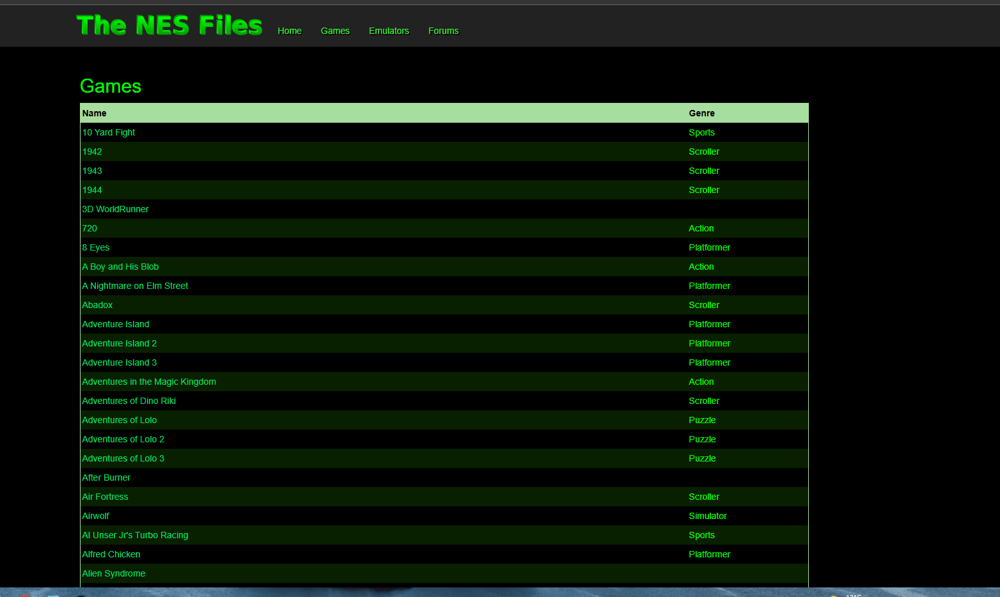 The NES Files
Home Games Emulators Forums
Games
Name Genre
10 Yard Fight Sports
1942 Scroller
1943 Scroller
1944 Scroller
3D WorldRunner
720 Action
8 Eyes Platformer
A Boy and His Blob Action
A Nightmare on Elm Street Platformer
Abadox Scroller
Adventure Island Platformer
Adventure Island 2 Platformer
Adventure Island 3 Platformer
Adventures in the Magic Kingdom Action
Adventures of Dino Riki Scroller
Adventures of Lolo Puzzle
Adventures of Lolo 2 Puzzle
Adventures of Lolo 3 Puzzle
After Burner
Air Fortress Scroller
Airwolf Simulator
Al Unser Jr's Turbo Racing Sports
Alfred Chicken Platformer
Alien Syndrome